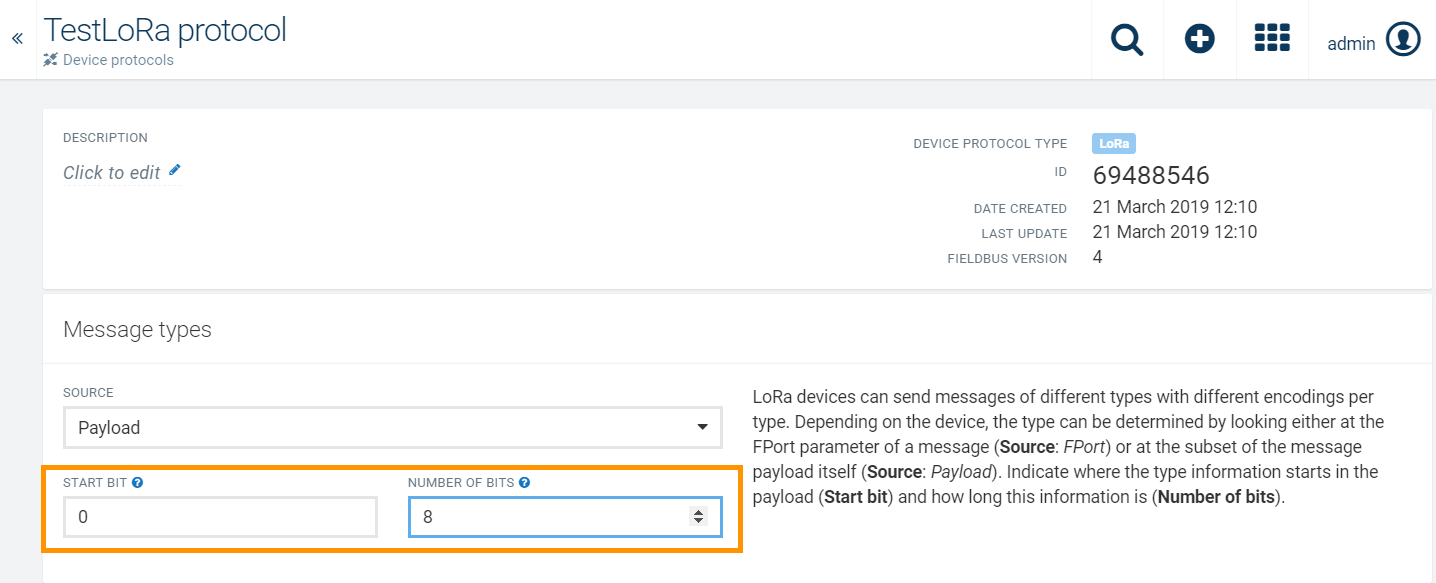 «
TestLoRa protocol
Device protocols
admin
DESCRIPTION
Click to edit
DEVICE PROTOCOL TYPE LoRa
ID 69488546
DATE CREATED 21 March 2019 12:10
LAST UPDATE 21 March 2019 12:10
FIELDBUS VERSION 4
Message types
SOURCE
Payload
START BIT ? NUMBER OF BITS ?
0 8
LoRa devices can send messages of different types with different encodings per
type. Depending on the device, the type can be determined by looking either at the
FPort parameter of a message (Source: FPort) or at the subset of the message
payload itself (Source: Payload). Indicate where the type information starts in the
payload (Start bit) and how long this information is (Number of bits).